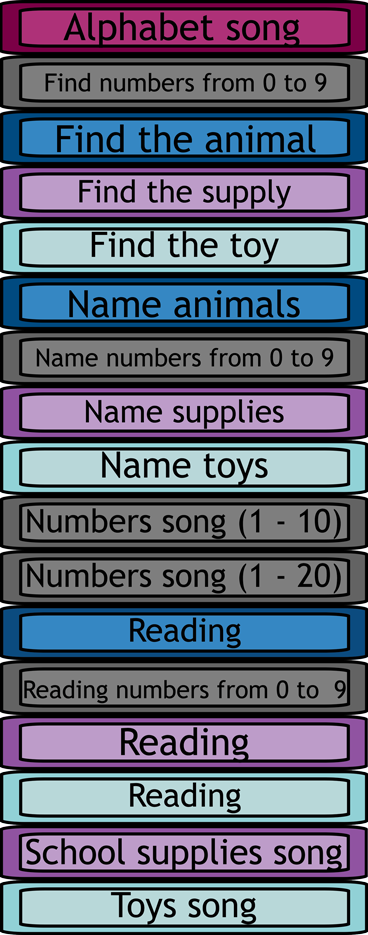 Alphabet song
Find numbers from 0 to 9
Find the animal
Find the supply
Find the toy
Name animals
Name numbers from 0 to 9
Name supplies
Name toys
Numbers song (1 - 10)
Numbers song (1 - 20)
Reading
Reading numbers from 0 to 9
Reading
Reading
School supplies song
Toys song